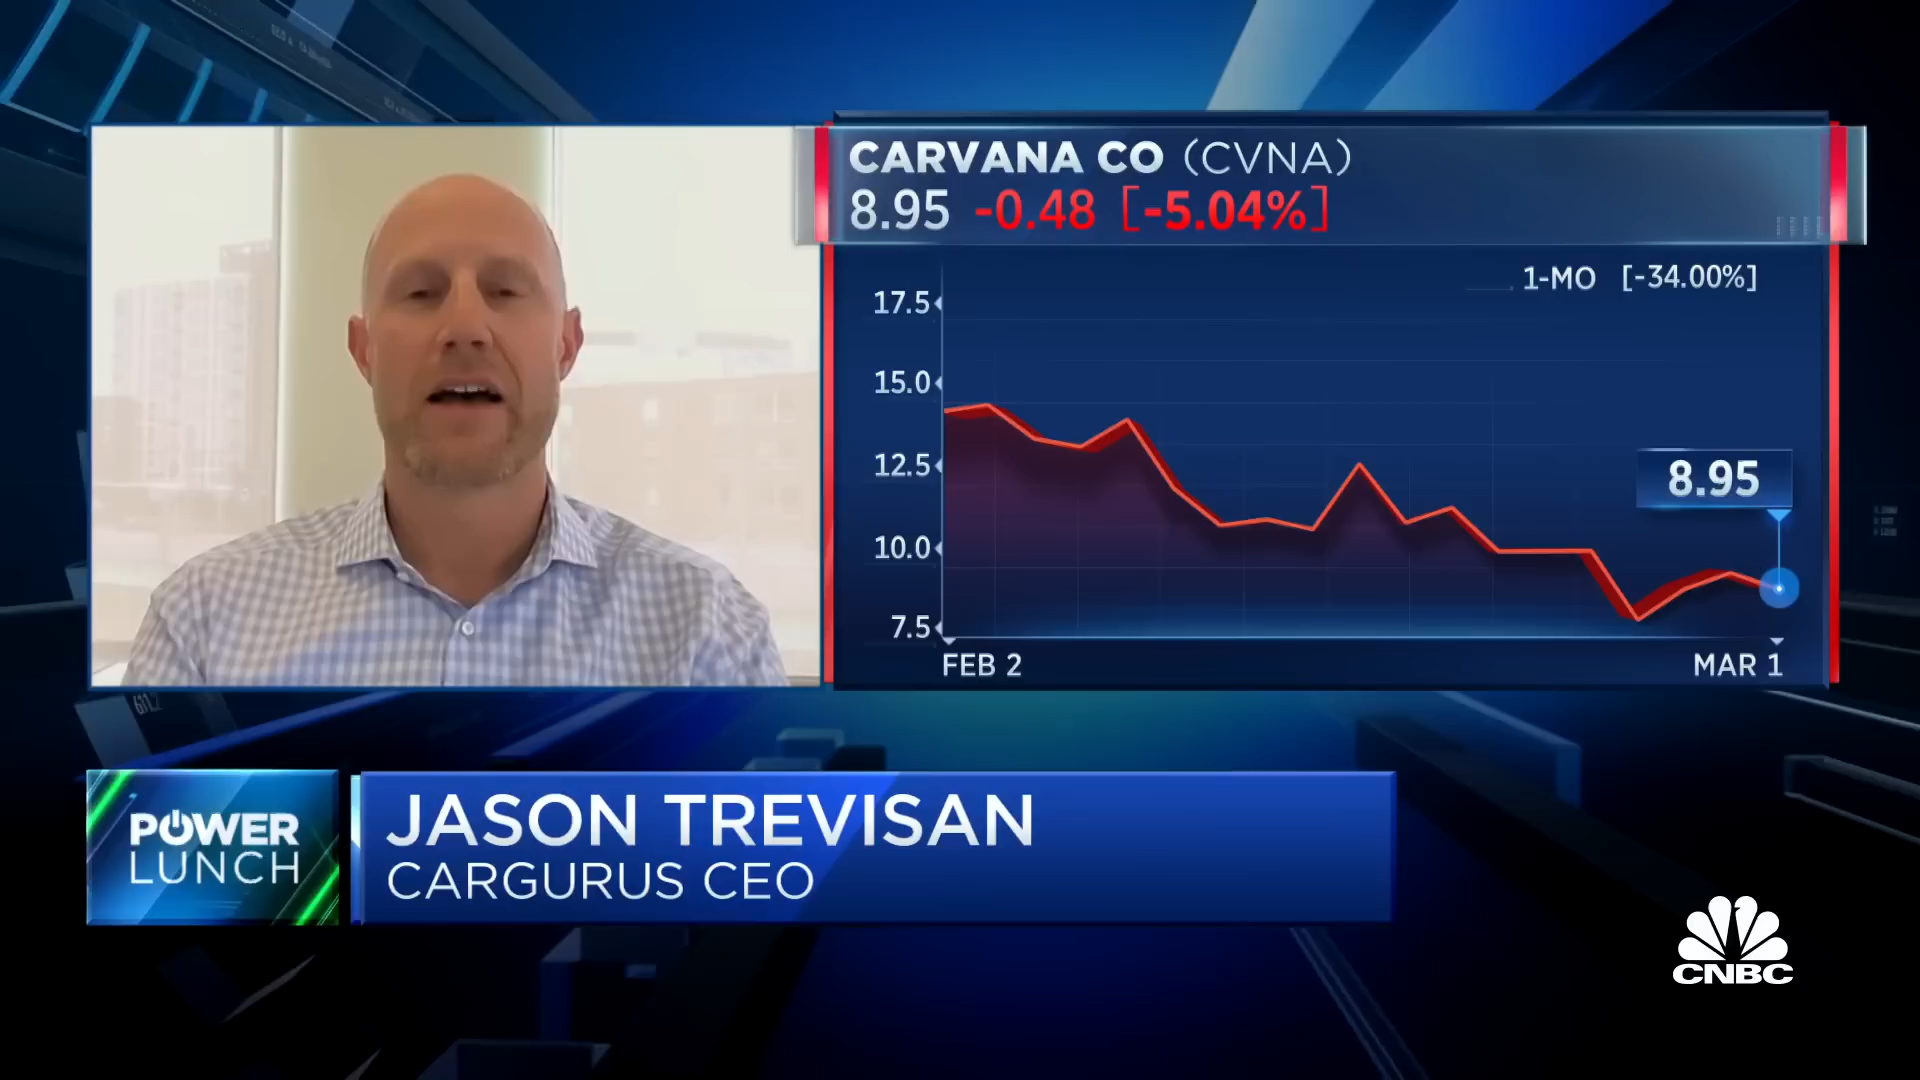 CARVANA CO (CVNA)
8.95 -0.48 [-5.04%]
1-MO [-34.00%]
17.5
15.0
12.5
10.0
7.5
8.95
FEB 2 MAR 1
POWER
LUNCH
JASON TREVISAN
CARGURUS CEO
CNBC